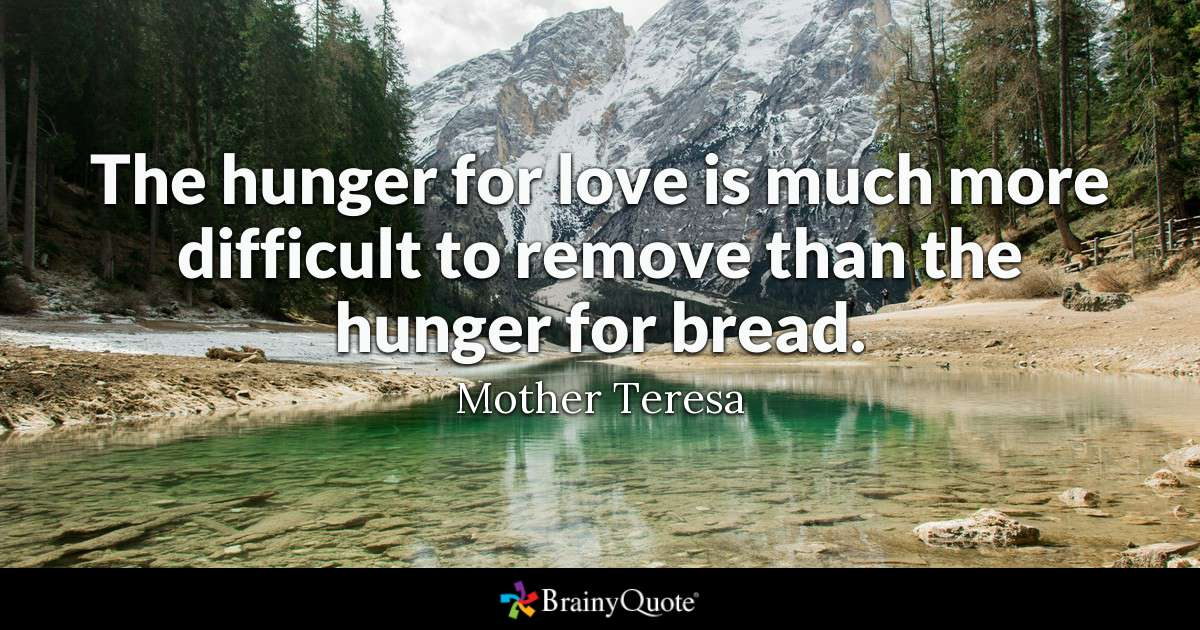 The hunger for love is much more
difficult to remove than the
hunger for bread.
Mother Teresa
BrainyQuote®